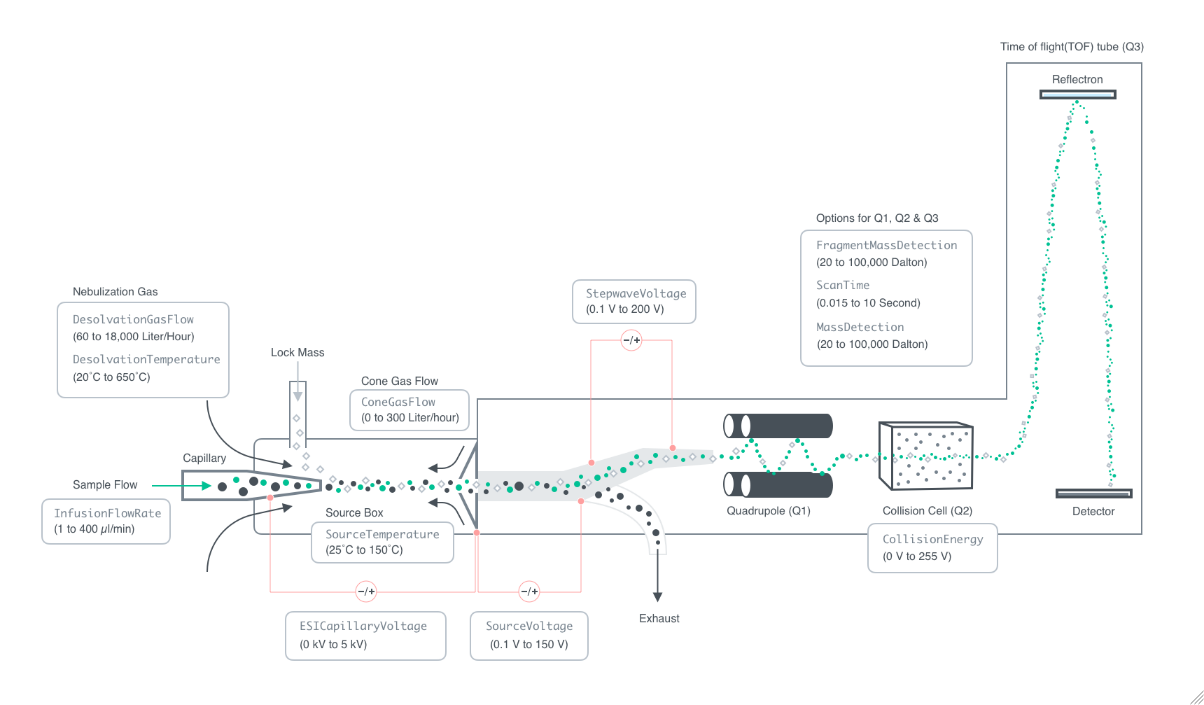 Time of flight(TOF) tube (Q3)
Reflectron
Options for Q1, Q2 & Q3
FragmentMassDetection
(20 to 100,000 Dalton)
ScanTime
(0.015 to 10 Second)
MassDetection
(20 to 100,000 Dalton)
StepwaveVoltage
(0.1 V to 200 V)
−/+
Nebulization Gas
DesolvationGasFlow
(60 to 18,000 Liter/Hour)
DesolvationTemperature
(20˚C to 650˚C)
Lock Mass
Cone Gas Flow
ConeGasFlow
(0 to 300 Liter/hour)
Capillary
Sample Flow
InfusionFlowRate
(1 to 400 µl/min)
Source Box
SourceTemperature
(25˚C to 150˚C)
Quadrupole (Q1)
Collision Cell (Q2)
CollisionEnergy
(0 V to 255 V)
Detector
−/+
−/+
ESICapillaryVoltage
(0 kV to 5 kV)
SourceVoltage
(0.1 V to 150 V)
Exhaust